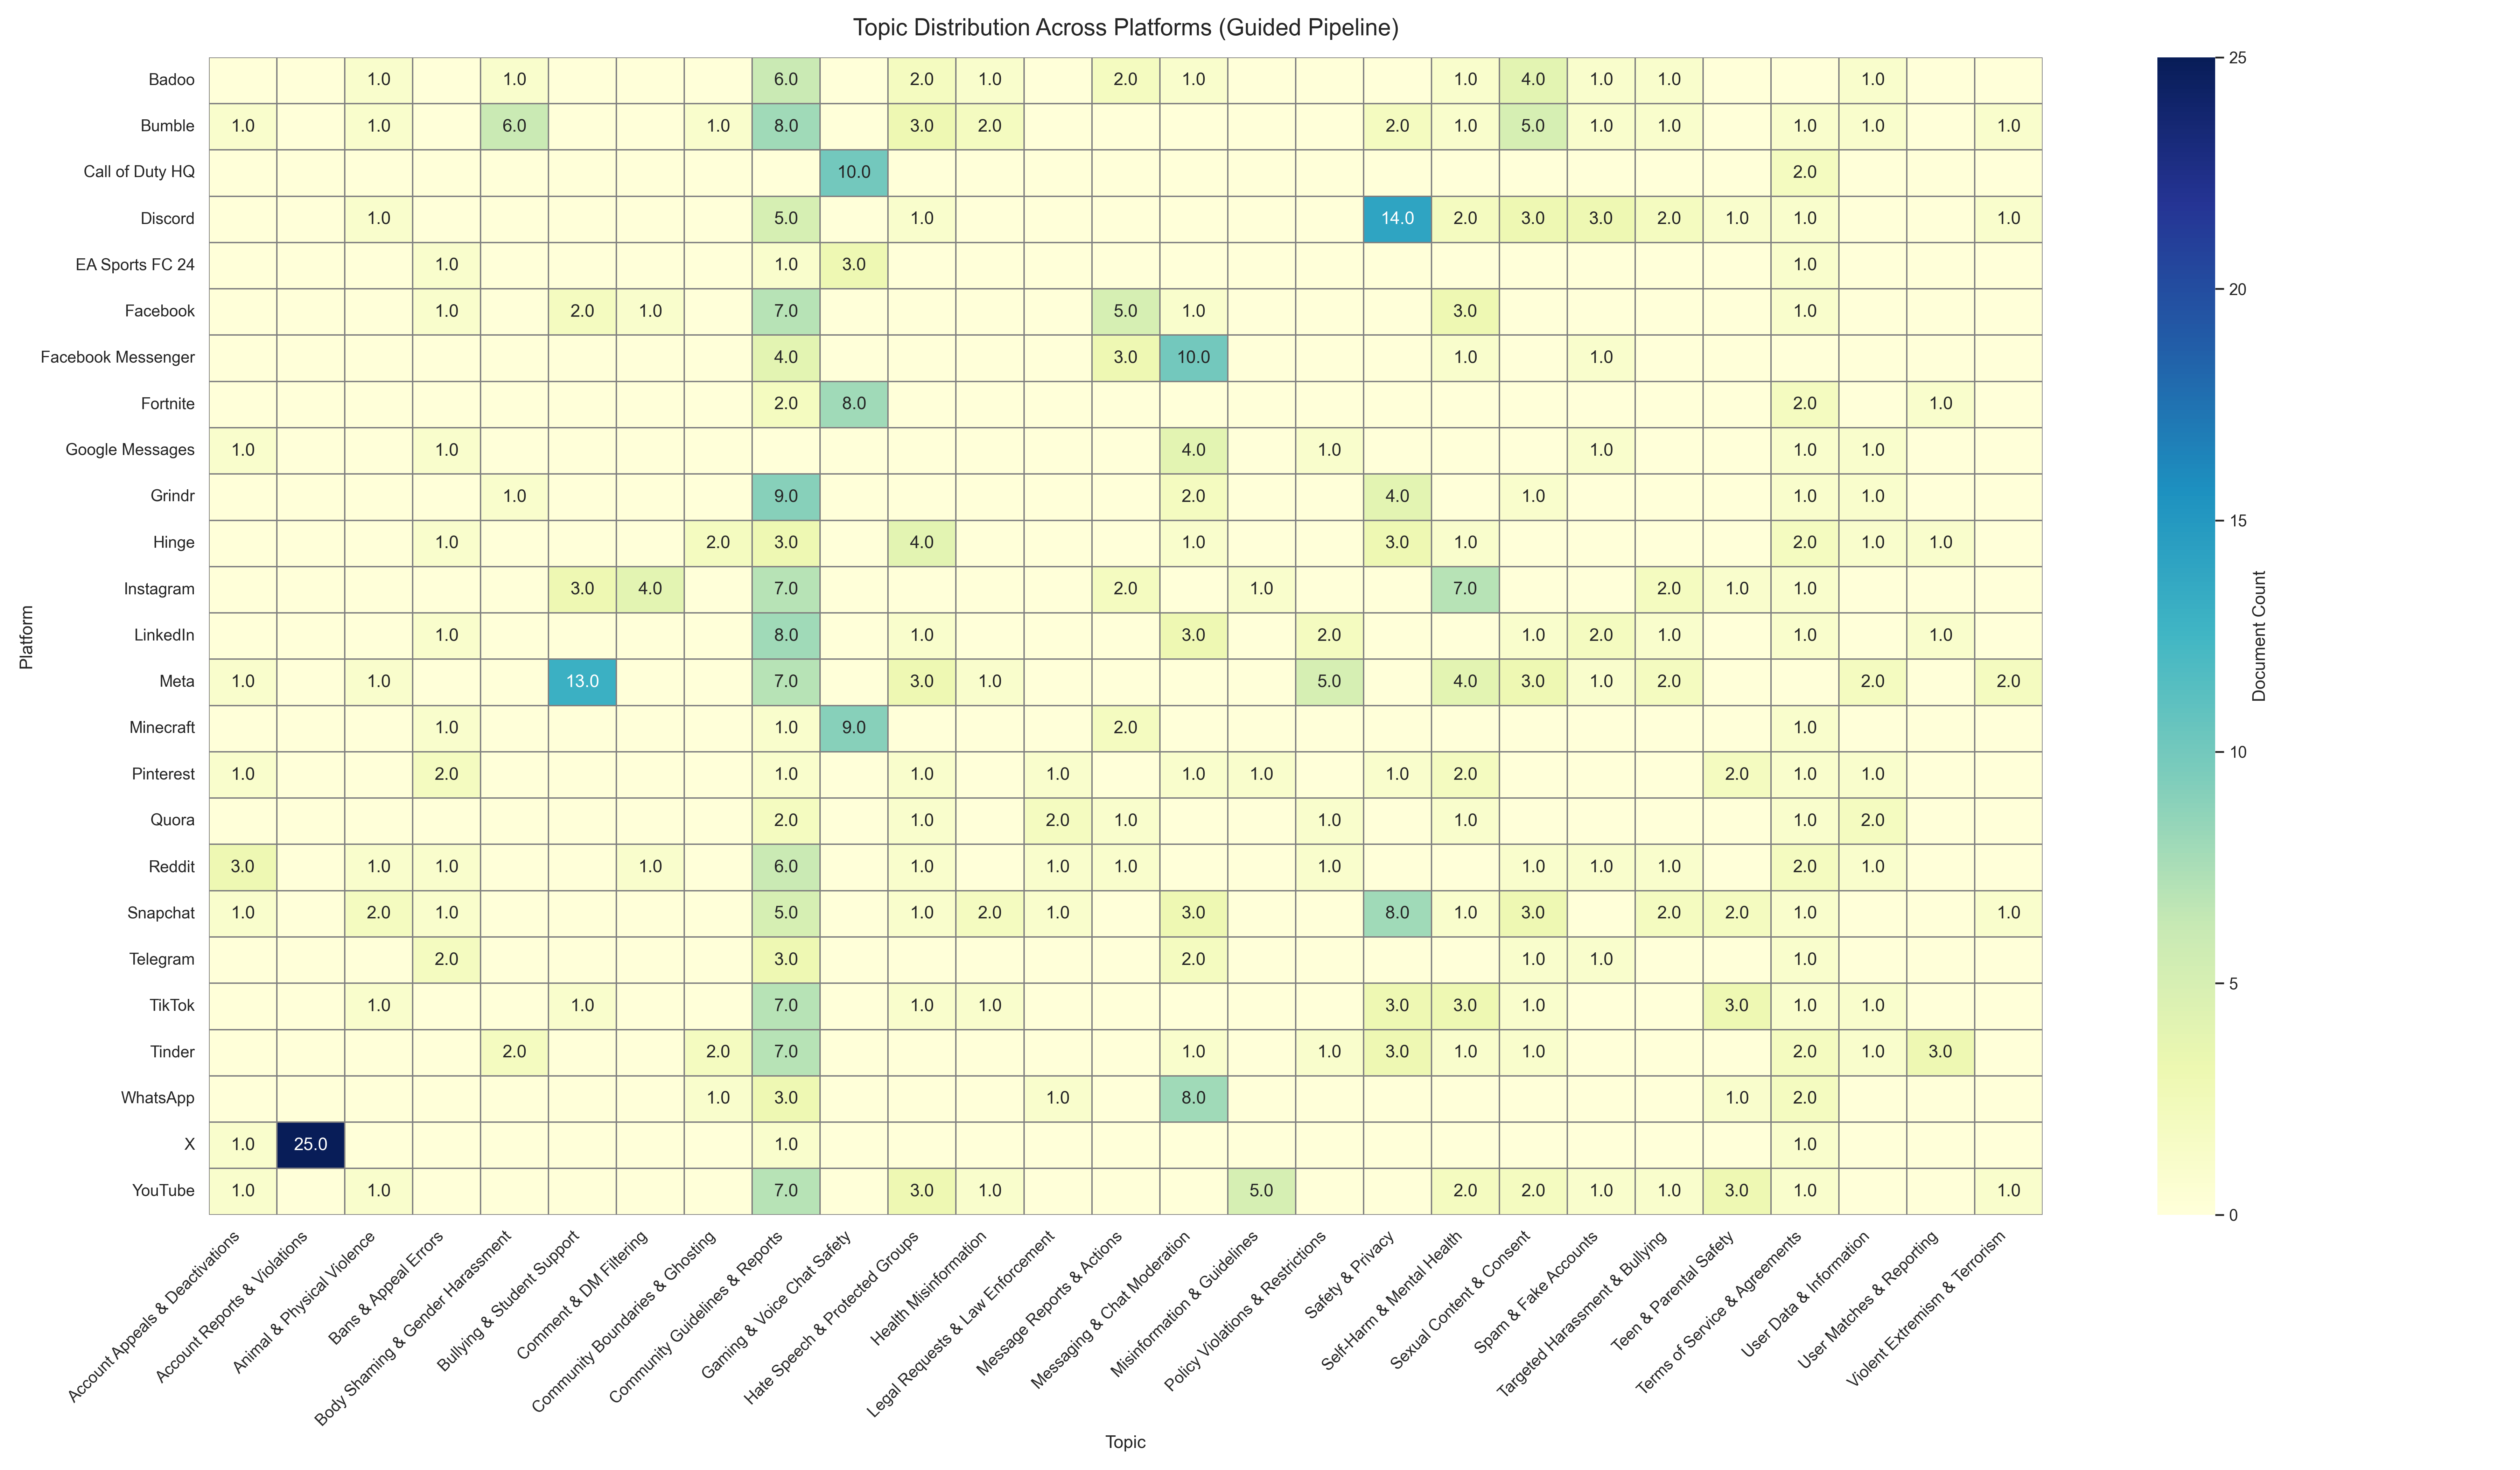 Topic Distribution Across Platforms (Guided Pipeline)
Badoo 1.0 1.0 6.0 2.0 1.0 2.0 1.0 1.0 4.0 1.0 1.0 1.0
Bumble 1.0 1.0 6.0 1.0 8.0 3.0 2.0 2.0 1.0 5.0 1.0 1.0 1.0 1.0 1.0
Call of Duty HQ 10.0 2.0
Discord 1.0 5.0 1.0 14.0 2.0 3.0 3.0 2.0 1.0 1.0 1.0
EA Sports FC 24 1.0 1.0 3.0 1.0
Facebook 1.0 2.0 1.0 7.0 5.0 1.0 3.0 1.0
Facebook Messenger 4.0 3.0 10.0 1.0 1.0
Fortnite 2.0 8.0 2.0 1.0
Google Messages 1.0 1.0 4.0 1.0 1.0 1.0 1.0
Grindr 1.0 9.0 2.0 4.0 1.0 1.0 1.0
Hinge 1.0 2.0 3.0 4.0 1.0 3.0 1.0 2.0 1.0 1.0
Instagram 3.0 4.0 7.0 2.0 1.0 7.0 2.0 1.0 1.0
LinkedIn 1.0 8.0 1.0 3.0 2.0 1.0 2.0 1.0 1.0 1.0
Meta 1.0 1.0 13.0 7.0 3.0 1.0 5.0 4.0 3.0 1.0 2.0 2.0 2.0
Minecraft 1.0 1.0 9.0 2.0 1.0
Pinterest 1.0 2.0 1.0 1.0 1.0 1.0 1.0 1.0 2.0 2.0 1.0 1.0
Quora 2.0 1.0 2.0 1.0 1.0 1.0 1.0 2.0
Reddit 3.0 1.0 1.0 1.0 6.0 1.0 1.0 1.0 1.0 1.0 1.0 1.0 2.0 1.0
Snapchat 1.0 2.0 1.0 5.0 1.0 2.0 1.0 3.0 8.0 1.0 3.0 2.0 2.0 1.0 1.0
Telegram 2.0 3.0 2.0 1.0 1.0 1.0
TikTok 1.0 1.0 7.0 1.0 1.0 3.0 3.0 1.0 3.0 1.0 1.0
Tinder 2.0 2.0 7.0 1.0 1.0 3.0 1.0 1.0 2.0 1.0 3.0
WhatsApp 1.0 3.0 1.0 8.0 1.0 2.0
X 1.0 25.0 1.0 1.0
YouTube 1.0 1.0 7.0 3.0 1.0 5.0 2.0 2.0 1.0 1.0 3.0 1.0 1.0
Platform
Account Appeals & Deactivations
Account Reports & Violations
Animal & Physical Violence
Bans & Appeal Errors
Body Shaming & Gender Harassment
Bullying & Student Support
Comment & DM Filtering
Community Boundaries & Ghosting
Community Guidelines & Reports
Gaming & Voice Chat Safety
Hate Speech & Protected Groups
Health Misinformation
Legal Requests & Law Enforcement
Message Reports & Actions
Messaging & Chat Moderation
Misinformation & Guidelines
Policy Violations & Restrictions
Safety & Privacy
Self-Harm & Mental Health
Sexual Content & Consent
Spam & Fake Accounts
Targeted Harassment & Bullying
Teen & Parental Safety
Terms of Service & Agreements
User Data & Information
User Matches & Reporting
Violent Extremism & Terrorism
Topic
25
20
15
10
5
0
Document Count